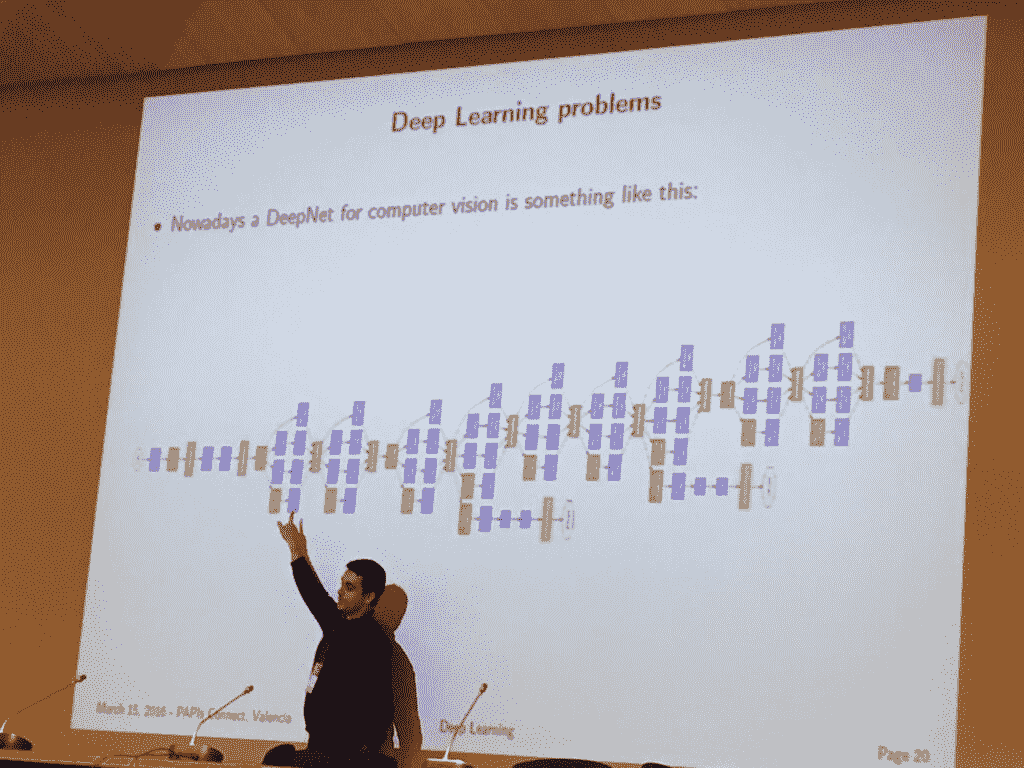 Deep Learning problems
• Nowadays a DeepNet for computer vision is something like this:
March 15, 2016 - PAPIs Connect, Valencia
Deep Learning
Page 20